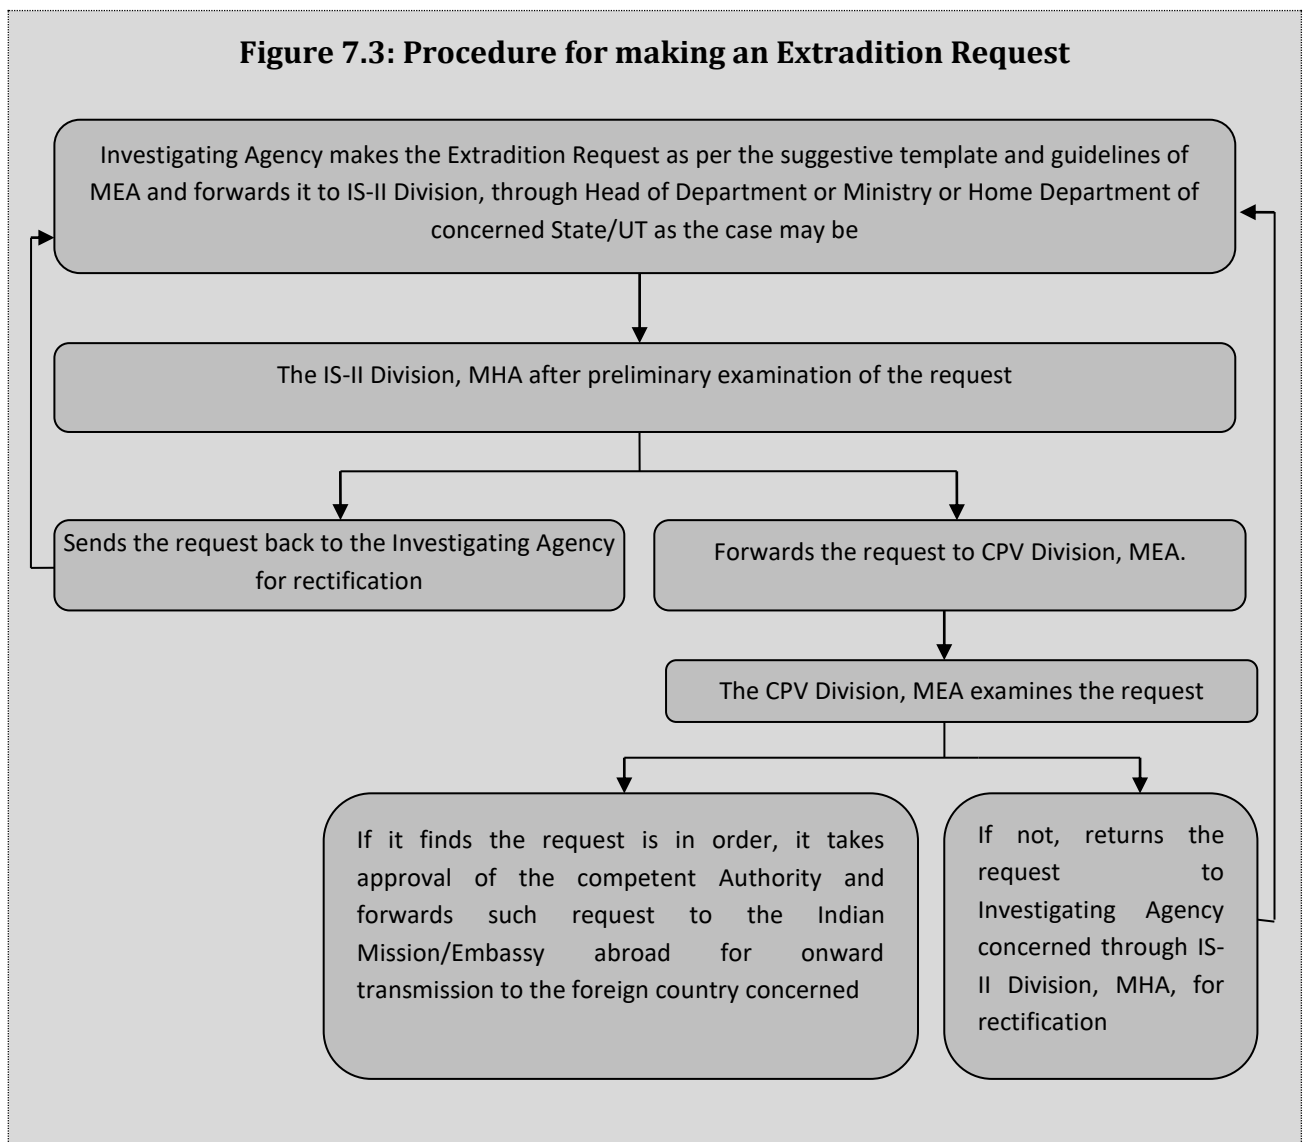 Figure 7.3: Procedure for making an Extradition Request
Investigating Agency makes the Extradition Request as per the suggestive template and guidelines of
MEA and forwards it to IS-II Division, through Head of Department or Ministry or Home Department of
concerned State/UT as the case may be
The IS-II Division, MHA after preliminary examination of the request
Sends the request back to the Investigating Agency
for rectification
Forwards the request to CPV Division, MEA.
The CPV Division, MEA examines the request
If it finds the request is in order, it takes
approval of the competent Authority and
forwards such request to the Indian
Mission/Embassy abroad for onward
transmission to the foreign country concerned
If not, returns the
request to
Investigating Agency
concerned through IS-
II Division, MHA, for
rectification